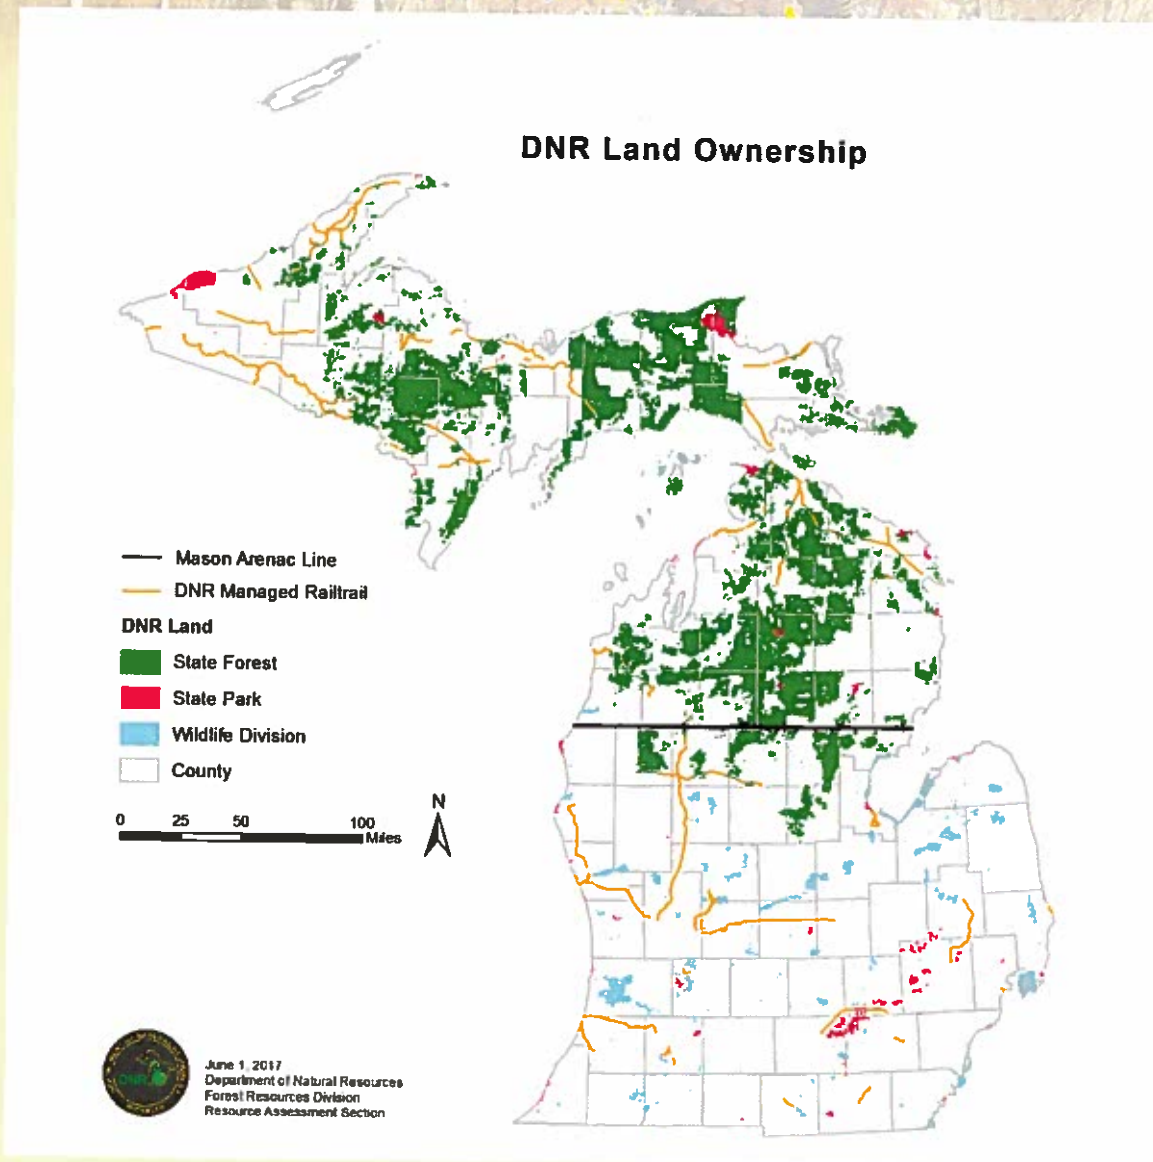 DNR Land Ownership
Mason Arenac Line
DNR Managed Railtrail
DNR Land
State Forest
State Park
Wildlife Division
County
0 25 50 100
Miles
N
DNR
June 1, 2017
Department of Natural Resources
Forest Resources Division
Resource Assessment Section